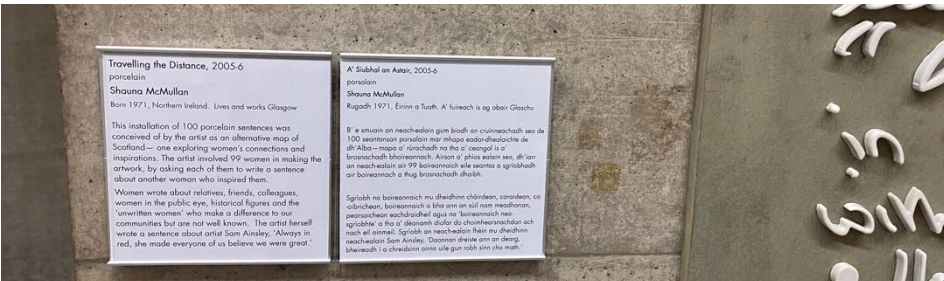 Travelling the Distance, 2005-6
porcelain
Shauna McMullan
Born 1971, Northern Ireland. Lives and works Glasgow
This installation of 100 porcelain sentences was
conceived of by the artist as an alternative map of
Scotland— one exploring women's connections and
inspirations. The artist involved 99 women in making the
artwork, by asking each of them to write a sentence
about another woman who inspired them.
Women wrote about relatives, friends, colleagues,
women in the public eye, historical figures and the
'unwritten women' who make a difference to our
communities but are not well known. The artist herself
wrote a sentence about artist Sam Ainsley, 'Always in
red, she made everyone of us believe we were great.'
A' Siubhal an Astair, 2005-6
porsalain
Shauna McMullan
Rugadh 1971, Èirinn a Tuath. A' fuireach is ag obair Glaschu
B' e smuain an neach-ealain gum biodh an cruinneachadh seo de
100 seantansan porsalain mar mhapa eadar-dhealaichte de
dh'Alba—mapa a' rùrachadh na tha a' ceangal is a'
brosnachadh bhoireannach. Airson a' phìos ealain seo, dh'iarr
an neach-ealain air 99 boireannaich eile seantas a sgrìobhadh
air boireannach a thug brosnachadh dhaibh.
Sgrìobh na boireannaich mu dheidhinn chàirdean, caraidean, co
-oibrichean, boireannaich a bha ann an sùil nam meadhanan,
pearsaichean eachdraidheil agus na 'boireannaich neo-
sgrìobhte' a tha a' dèanamh diofar do choimhearsnachdan ach
nach eil ainmeil. Sgrìobh an neach-ealain fhèin mu dheidhinn
neach-ealain Sam Ainsley, 'Daonnan dreiste ann an dearg,
bheireadh i a chreidsinn oirnn uile gun robh sinn cho math.'